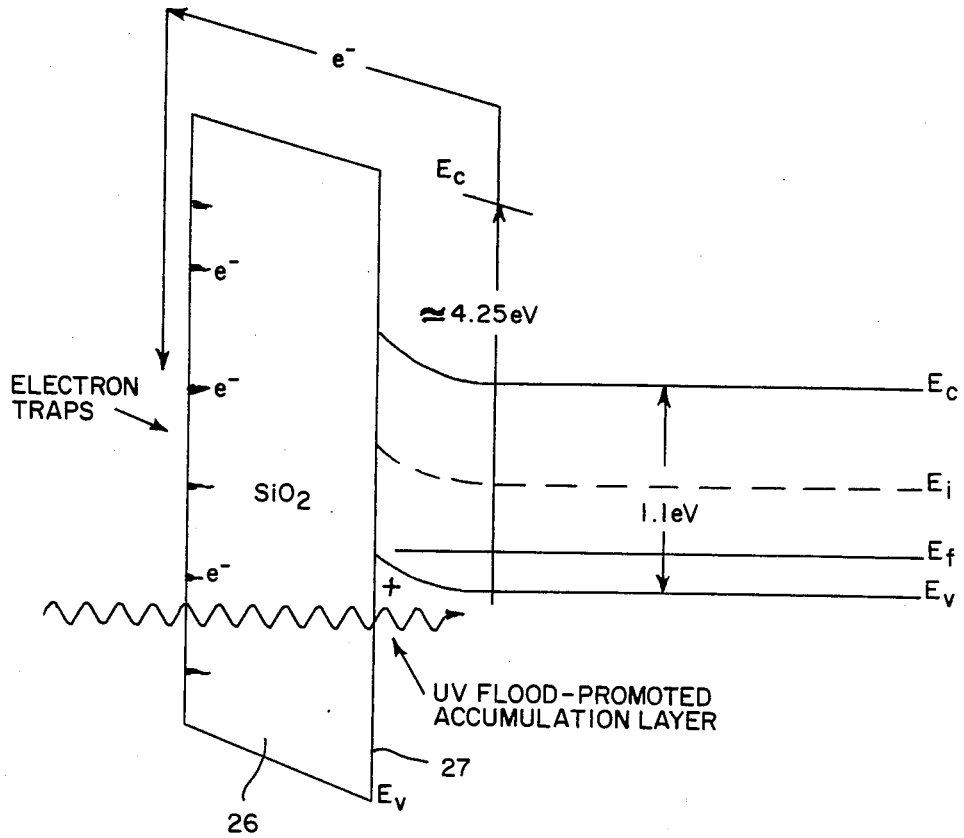 e⁻
E_c
e⁻
≃4.25eV
ELECTRON
TRAPS
e⁻
E_c
SiO₂
E_i
1.1eV
E_f
e⁻
+
E_v
UV FLOOD-PROMOTED
ACCUMULATION LAYER
27
E_v
26